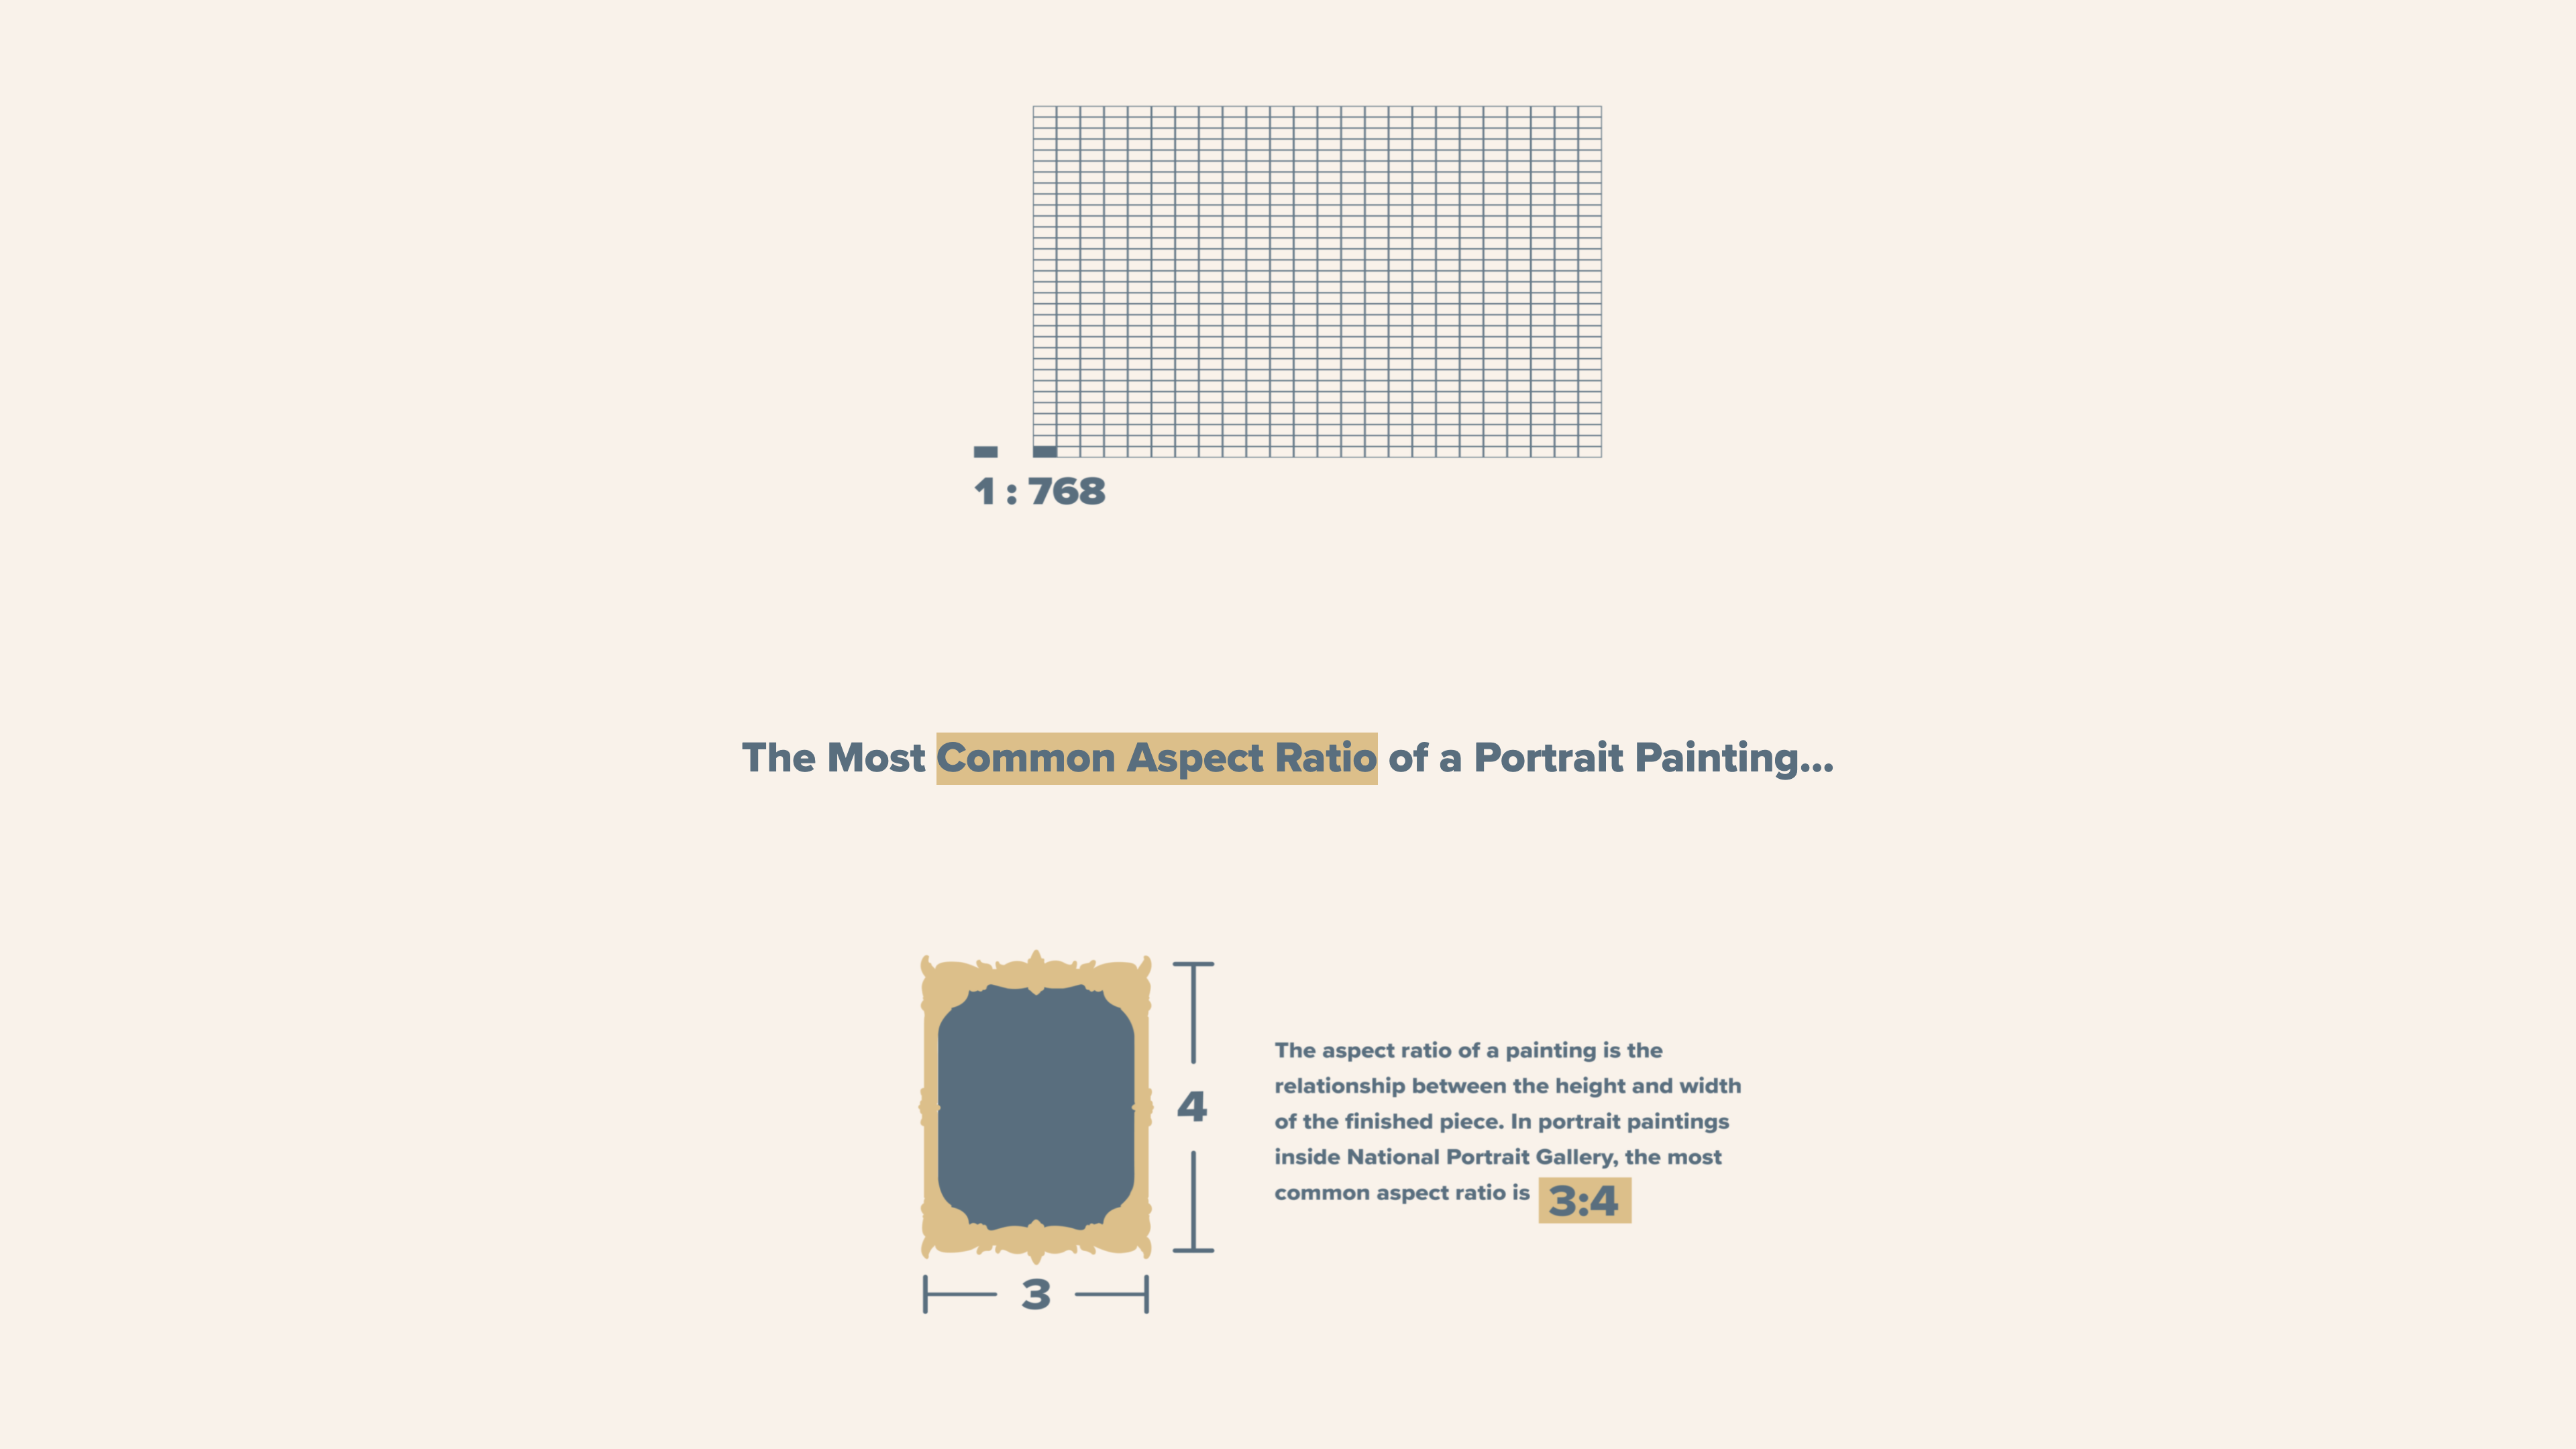 1 : 768
The Most Common Aspect Ratio of a Portrait Painting...
4
The aspect ratio of a painting is the
relationship between the height and width
of the finished piece. In portrait paintings
inside National Portrait Gallery, the most
common aspect ratio is 3:4
3